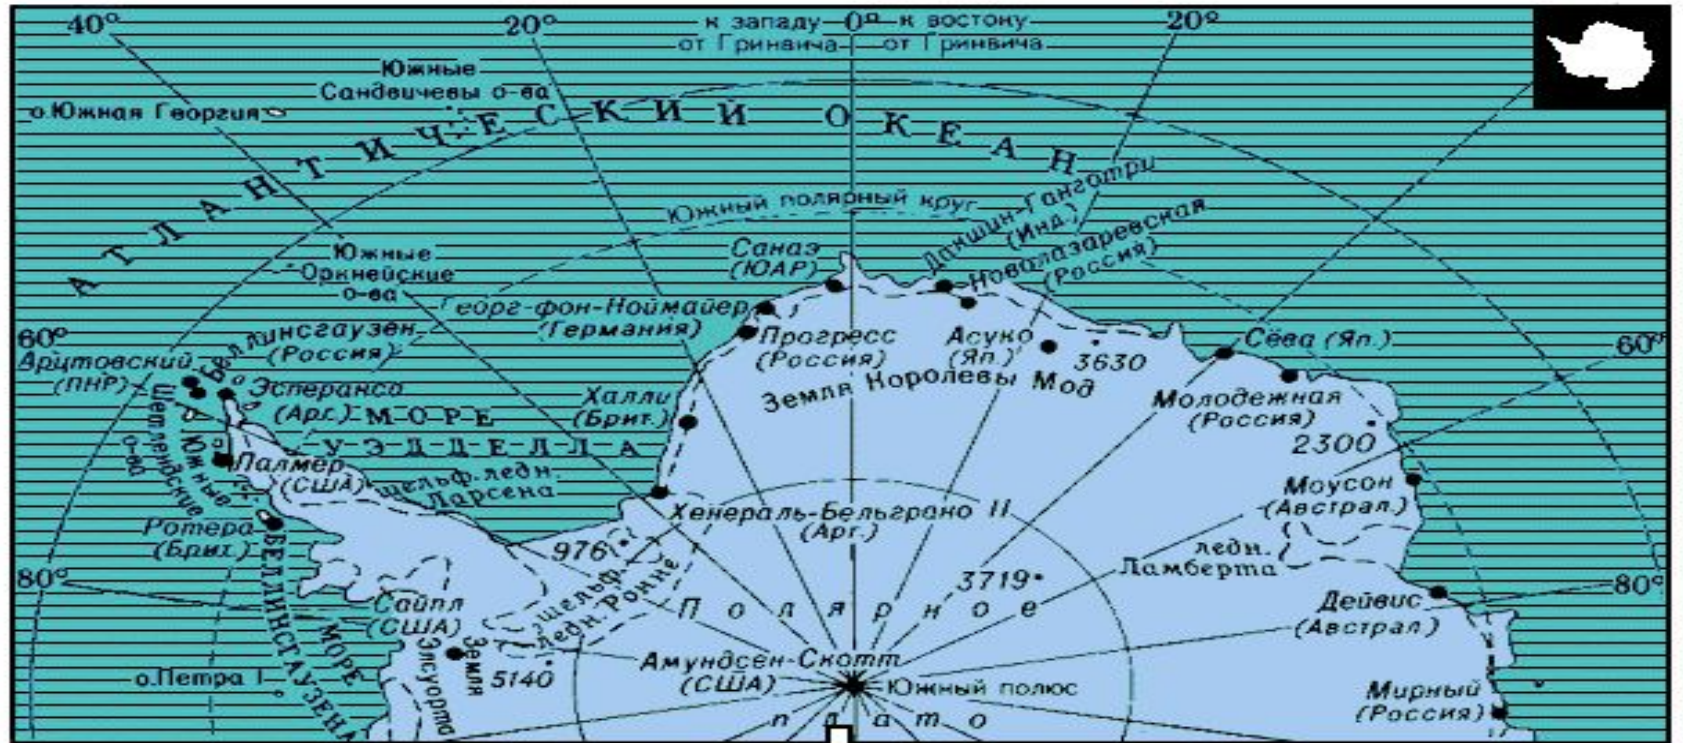 40°
20°
к западу 0° к востоку
от Гринвича от Гринвича
20°
Южные
Сандвичевы о-ва
о.Южная Георгия
АТЛАНТИЧЕСКИЙ ОКЕАН
Южный полярный круг
Дакшин-Ганготри
(Инд.)
Новолазаревская
(Россия)
Санаэ
(ЮАР)
Южные
Оркнейские
о-ва
Георг-фон-Ноймайер
(Германия)
60°
Беллинсгаузен
(Россия)
Арцтовский
(ПНР)
Эсперанса
(Арг.)
Прогресс
(Россия)
Асуко
(Яп.)
3630
Сёва (Яп.)
60°
Земля Королевы Мод
Молодежная
(Россия)
2300
Халли
(Брит.)
МОРЕ
УЭДДЕЛЛА
Южные
Шетлендские
о-ва
Палмер
(США)
шельф.ледн.
Ларсена
Моусон
(Австрал.)
Ротера
(Брит.)
Хенераль-Бельграно II
(Арг.)
976
шельф.
ледн. Ронне
3719
ледн.
Ламберта
80°
80°
Полярное
Сайпл
(США)
Дейвис
(Австрал.)
МОРЕ
БЕЛЛИНСГАУЗЕНА
Земля
Элсуорта
5140
Амундсен-Скотт
(США)
Южный полюс
о.Петра I
Мирный
(Россия)
плато